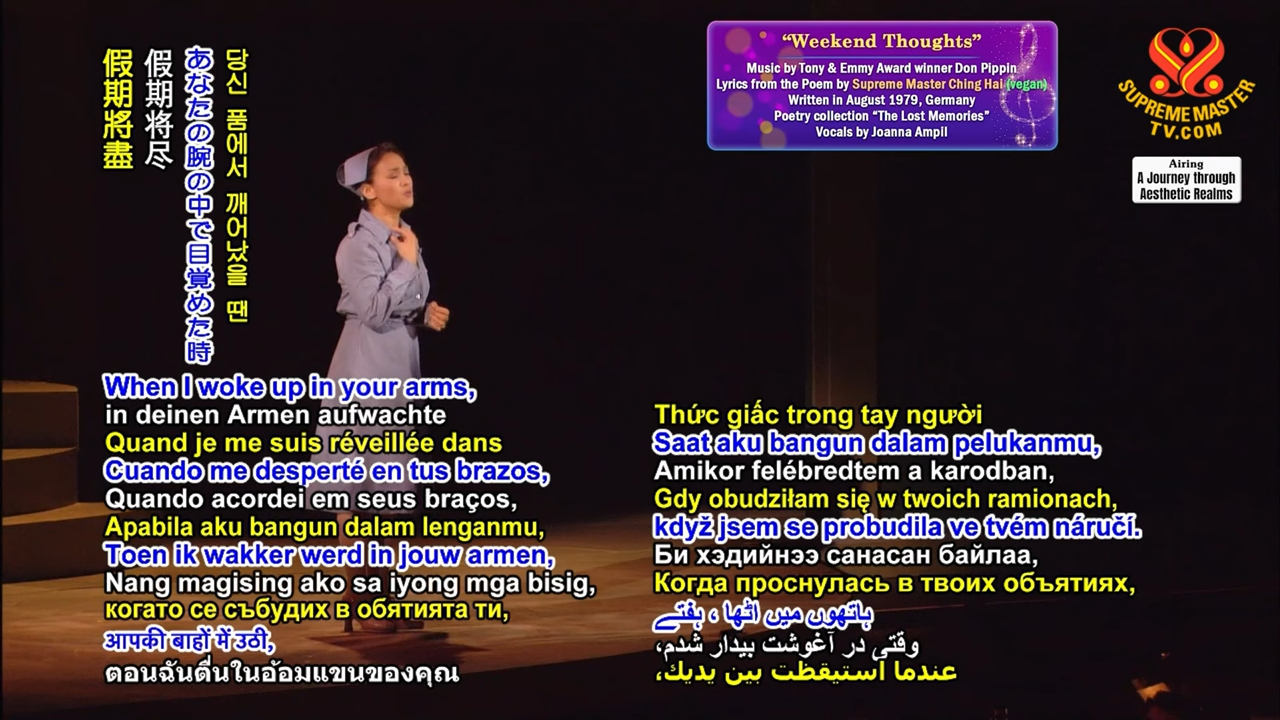 “Weekend Thoughts”
Music by Tony & Emmy Award winner Don Pippin
Lyrics from the Poem by Supreme Master Ching Hai (vegan)
Written in August 1979, Germany
Poetry collection “The Lost Memories”
Vocals by Joanna Ampil
SUPREME MASTER
TV.COM
Airing
A Journey through
Aesthetic Realms
당신 품에서 깨어났을 땐
あなたの腕の中で目覚めた時
假期将尽
假期將盡
When I woke up in your arms,
in deinen Armen aufwachte
Quand je me suis réveillée dans
Cuando me desperté en tus brazos,
Quando acordei em seus braços,
Apabila aku bangun dalam lenganmu,
Toen ik wakker werd in jouw armen,
Nang magising ako sa iyong mga bisig,
когато се събудих в обятията ти,
आपकी बाहों में उठी,
ตอนฉันตื่นในอ้อมแขนของคุณ
Thức giấc trong tay người
Saat aku bangun dalam pelukanmu,
Amikor felébredtem a karodban,
Gdy obudziłam się w twoich ramionach,
když jsem se probudila ve tvém náručí.
Би хэдийнээ санасан байлаа,
Когда проснулась в твоих объятиях,
ہاتھوں میں اٹھا ، ہفتے
وقتی در آغوشت بیدار شدم،
عندما استيقظت بين يديك،